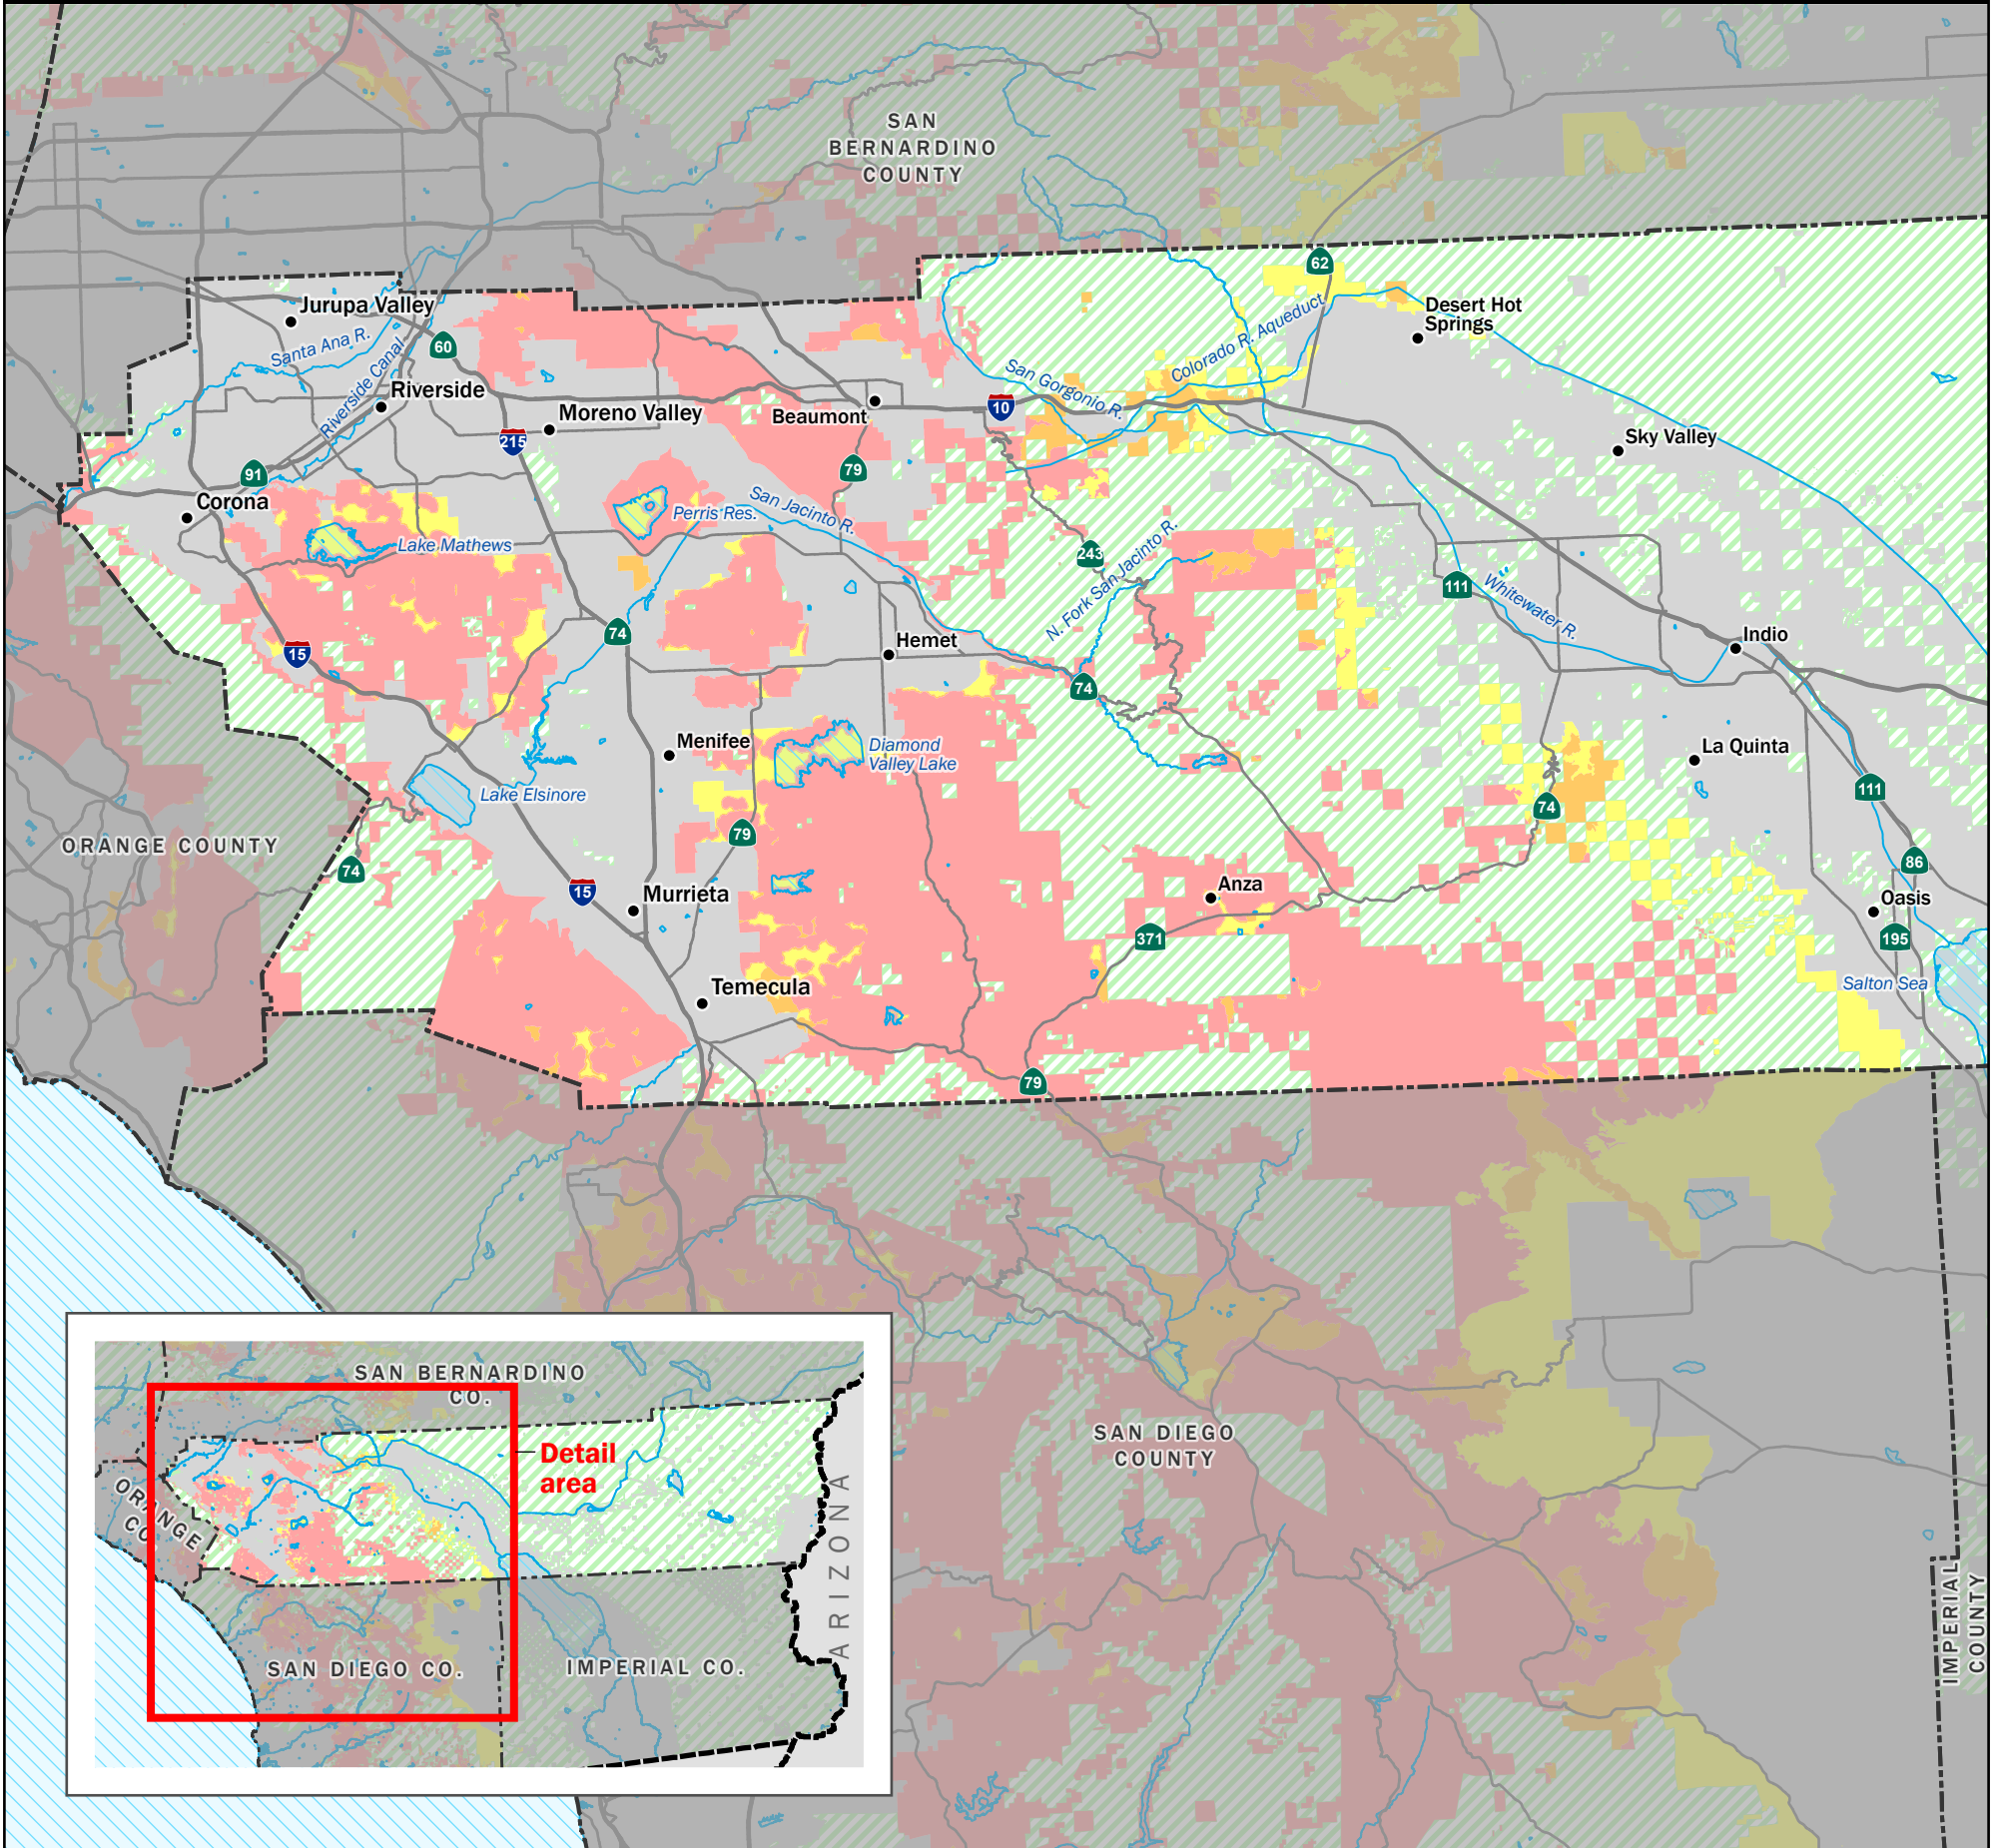 SAN
BERNARDINO
COUNTY
62
Jurupa Valley
Desert Hot
Springs
Santa Ana R.
60
Colorado R. Aqueduct
Riverside Canal
Riverside
San Gorgonio R.
Moreno Valley
Beaumont
10
215
Sky Valley
91
79
Corona
Perris Res.
San Jacinto R.
Lake Mathews
243
N. Fork San Jacinto R.
111
Whitewater R.
74
15
Hemet
Indio
74
Menifee
Diamond
Valley Lake
La Quinta
Lake Elsinore
111
74
79
ORANGE COUNTY
74
86
15
Murrieta
Anza
Oasis
371
195
Temecula
Salton Sea
79
SAN DIEGO
COUNTY
IMPERIAL
COUNTY
SAN BERNARDINO
CO.
Detail
area
ORANGE
CO.
ARIZONA
SAN DIEGO CO.
IMPERIAL CO.